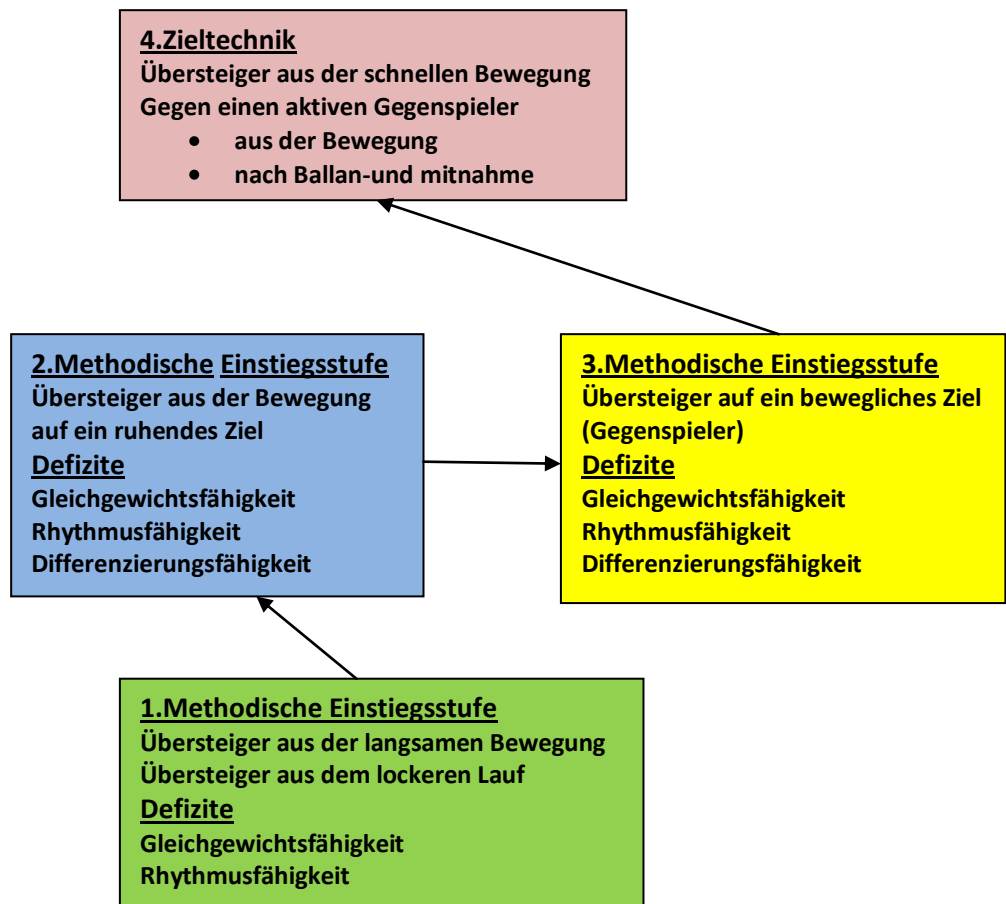 4.Zieltechnik
Übersteiger aus der schnellen Bewegung
Gegen einen aktiven Gegenspieler
• aus der Bewegung
• nach Ballan-und mitnahme
2.Methodische Einstiegsstufe
Übersteiger aus der Bewegung
auf ein ruhendes Ziel
Defizite
Gleichgewichtsfähigkeit
Rhythmusfähigkeit
Differenzierungsfähigkeit
3.Methodische Einstiegsstufe
Übersteiger auf ein bewegliches Ziel
(Gegenspieler)
Defizite
Gleichgewichtsfähigkeit
Rhythmusfähigkeit
Differenzierungsfähigkeit
1.Methodische Einstiegsstufe
Übersteiger aus der langsamen Bewegung
Übersteiger aus dem lockeren Lauf
Defizite
Gleichgewichtsfähigkeit
Rhythmusfähigkeit